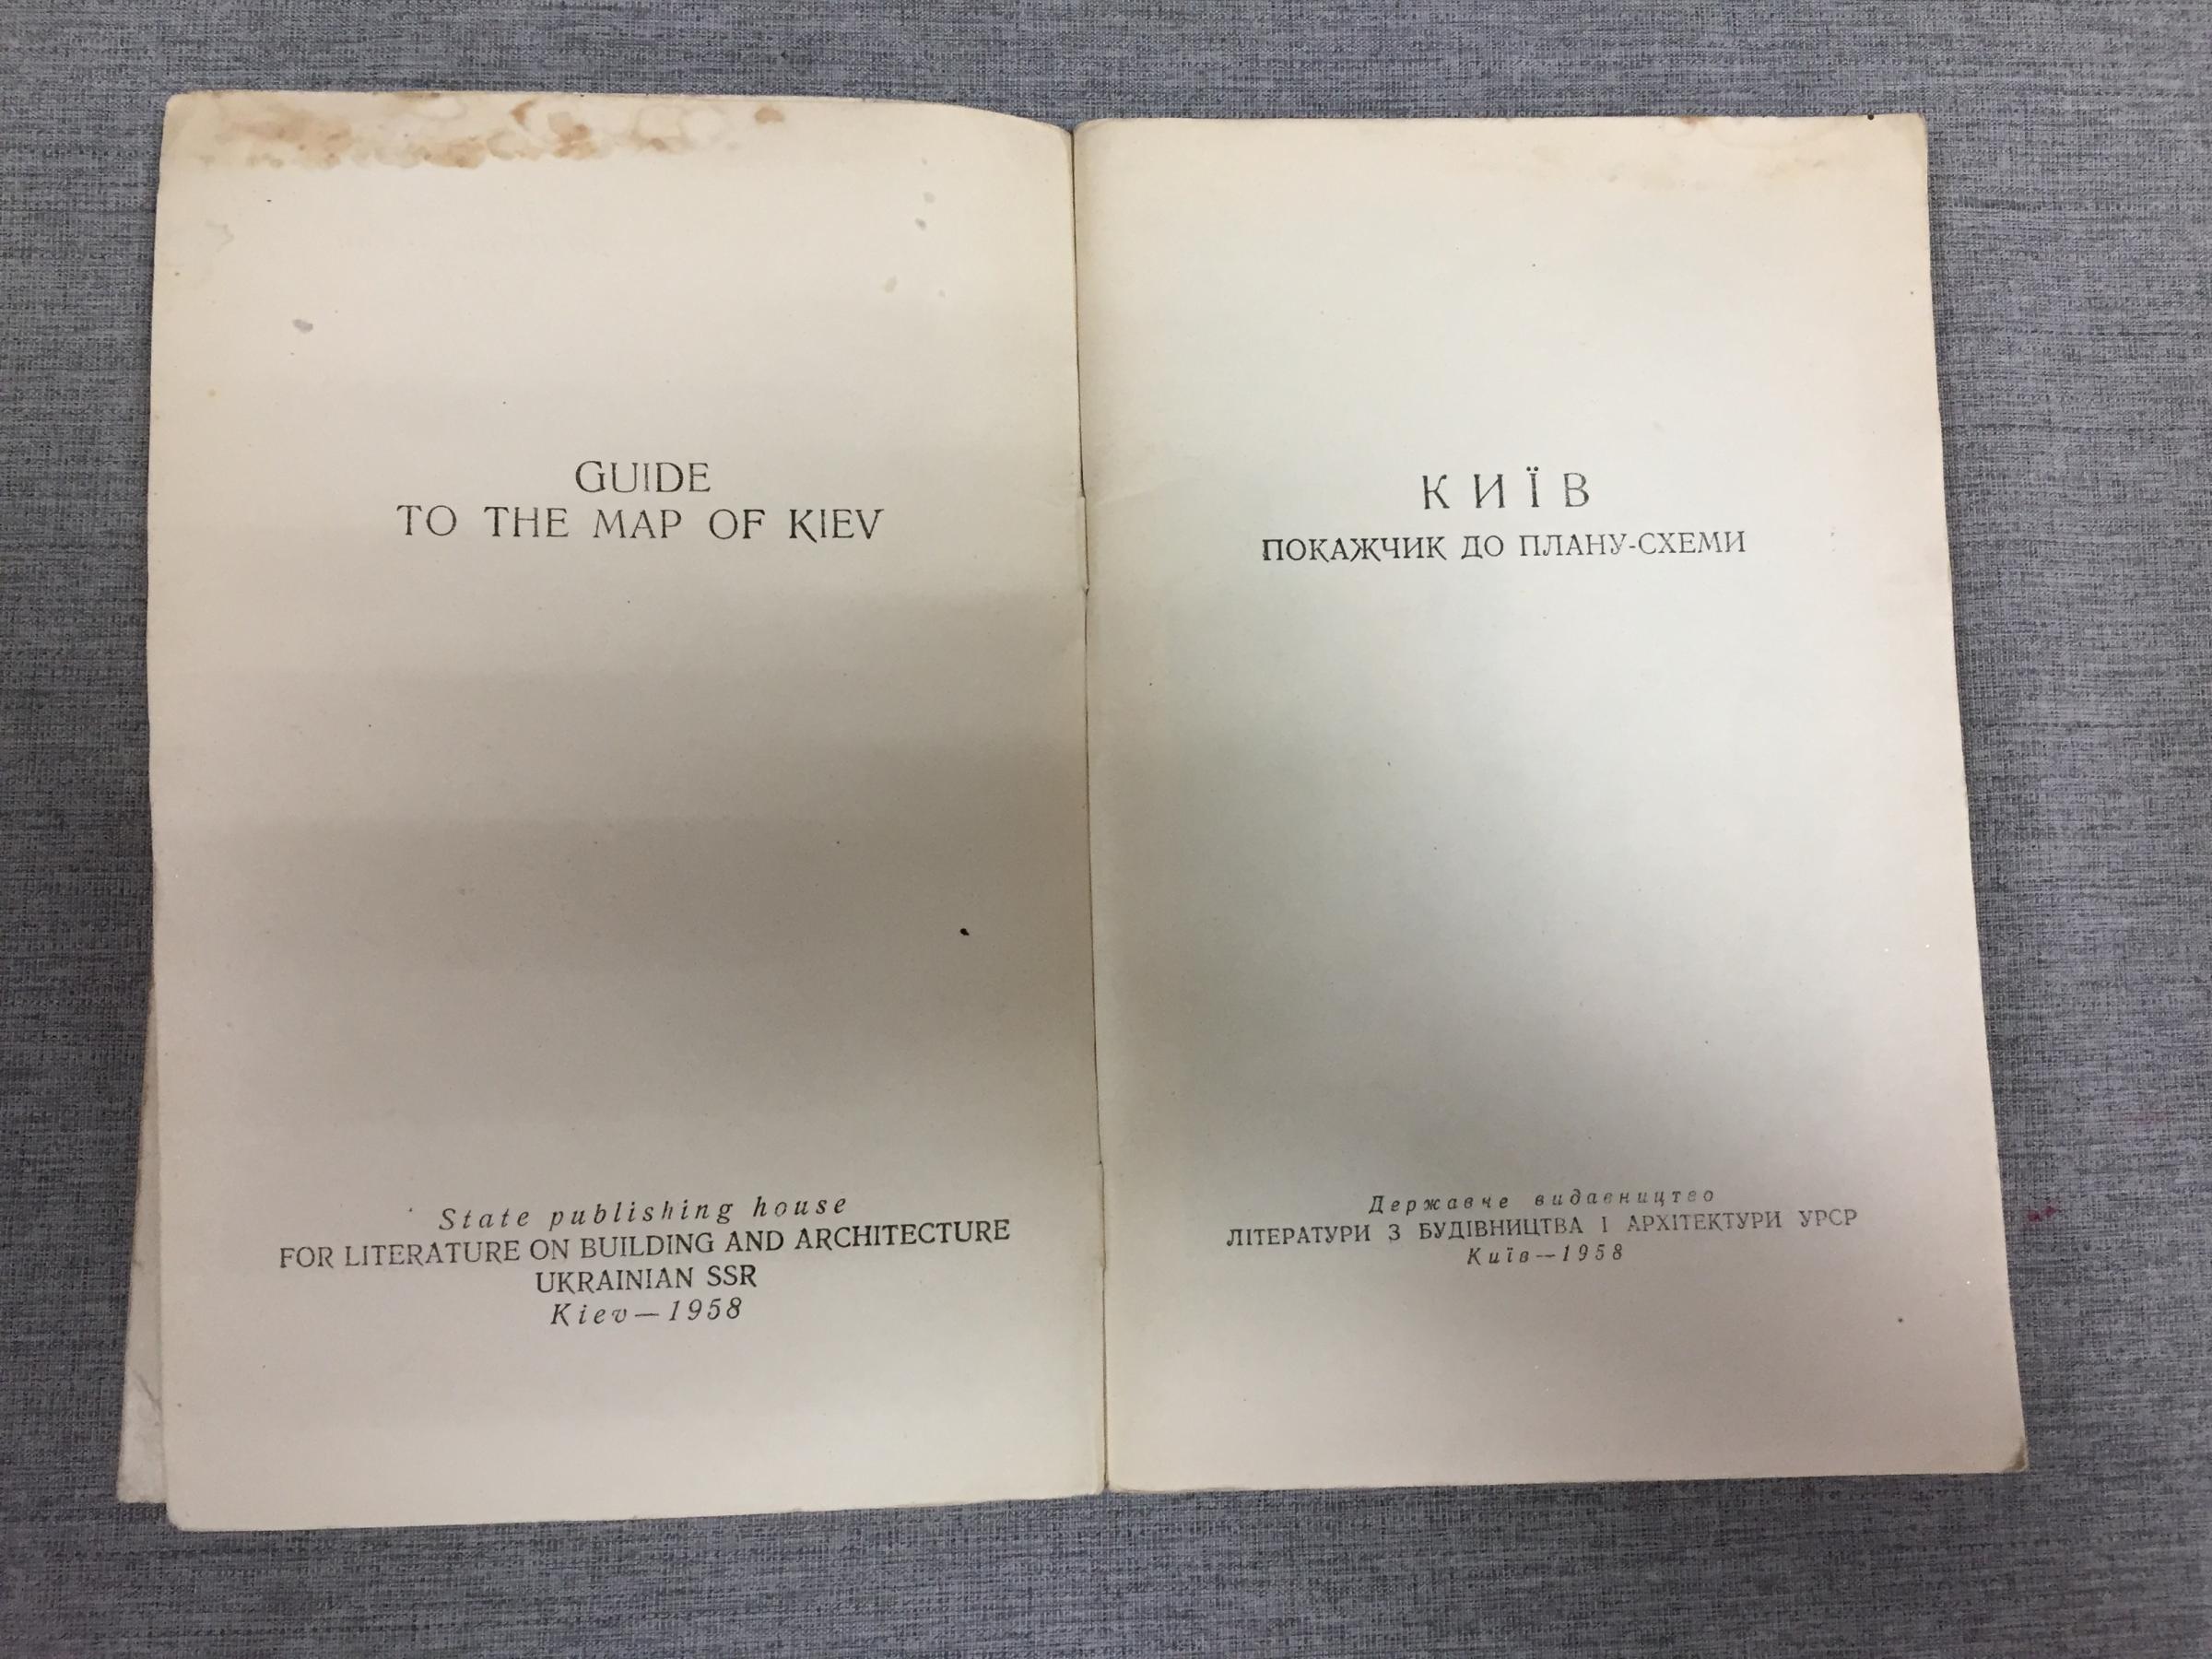 GUIDE
TO THE MAP OF KIEV
State publishing house
FOR LITERATURE ON BUILDING AND ARCHITECTURE
UKRAINIAN SSR
Kiev—1958
КИЇВ
ПОКАЖЧИК ДО ПЛАНУ-СХЕМИ
Державне видавництво
ЛІТЕРАТУРИ З БУДІВНИЦТВА І АРХІТЕКТУРИ УРСР
Київ—1958